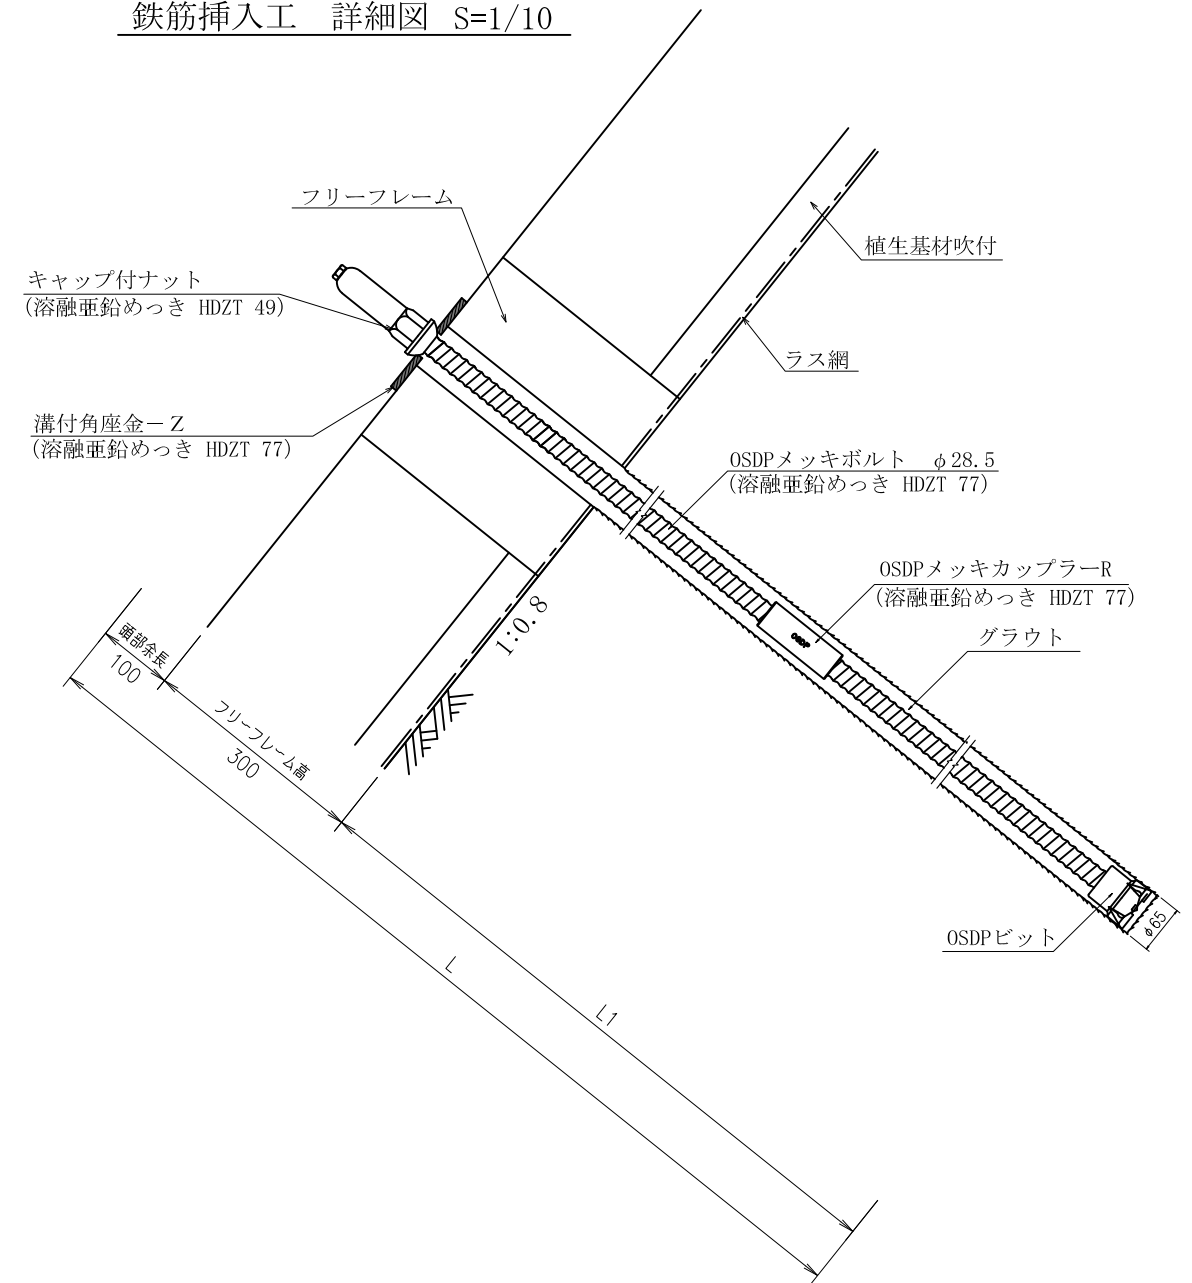 鉄筋挿入工　詳細図 S=1/10
フリーフレーム
植生基材吹付
キャップ付ナット
(溶融亜鉛めっき HDZT 49)
ラス網
溝付角座金－Z
(溶融亜鉛めっき HDZT 77)
OSDPメッキボルト　φ28.5
(溶融亜鉛めっき HDZT 77)
OSDPメッキカップラーR
(溶融亜鉛めっき HDZT 77)
OSDP
グラウト
1:0.8
頭部余長
100
フリーフレーム高
300
φ65
OSDPビット
L
L1